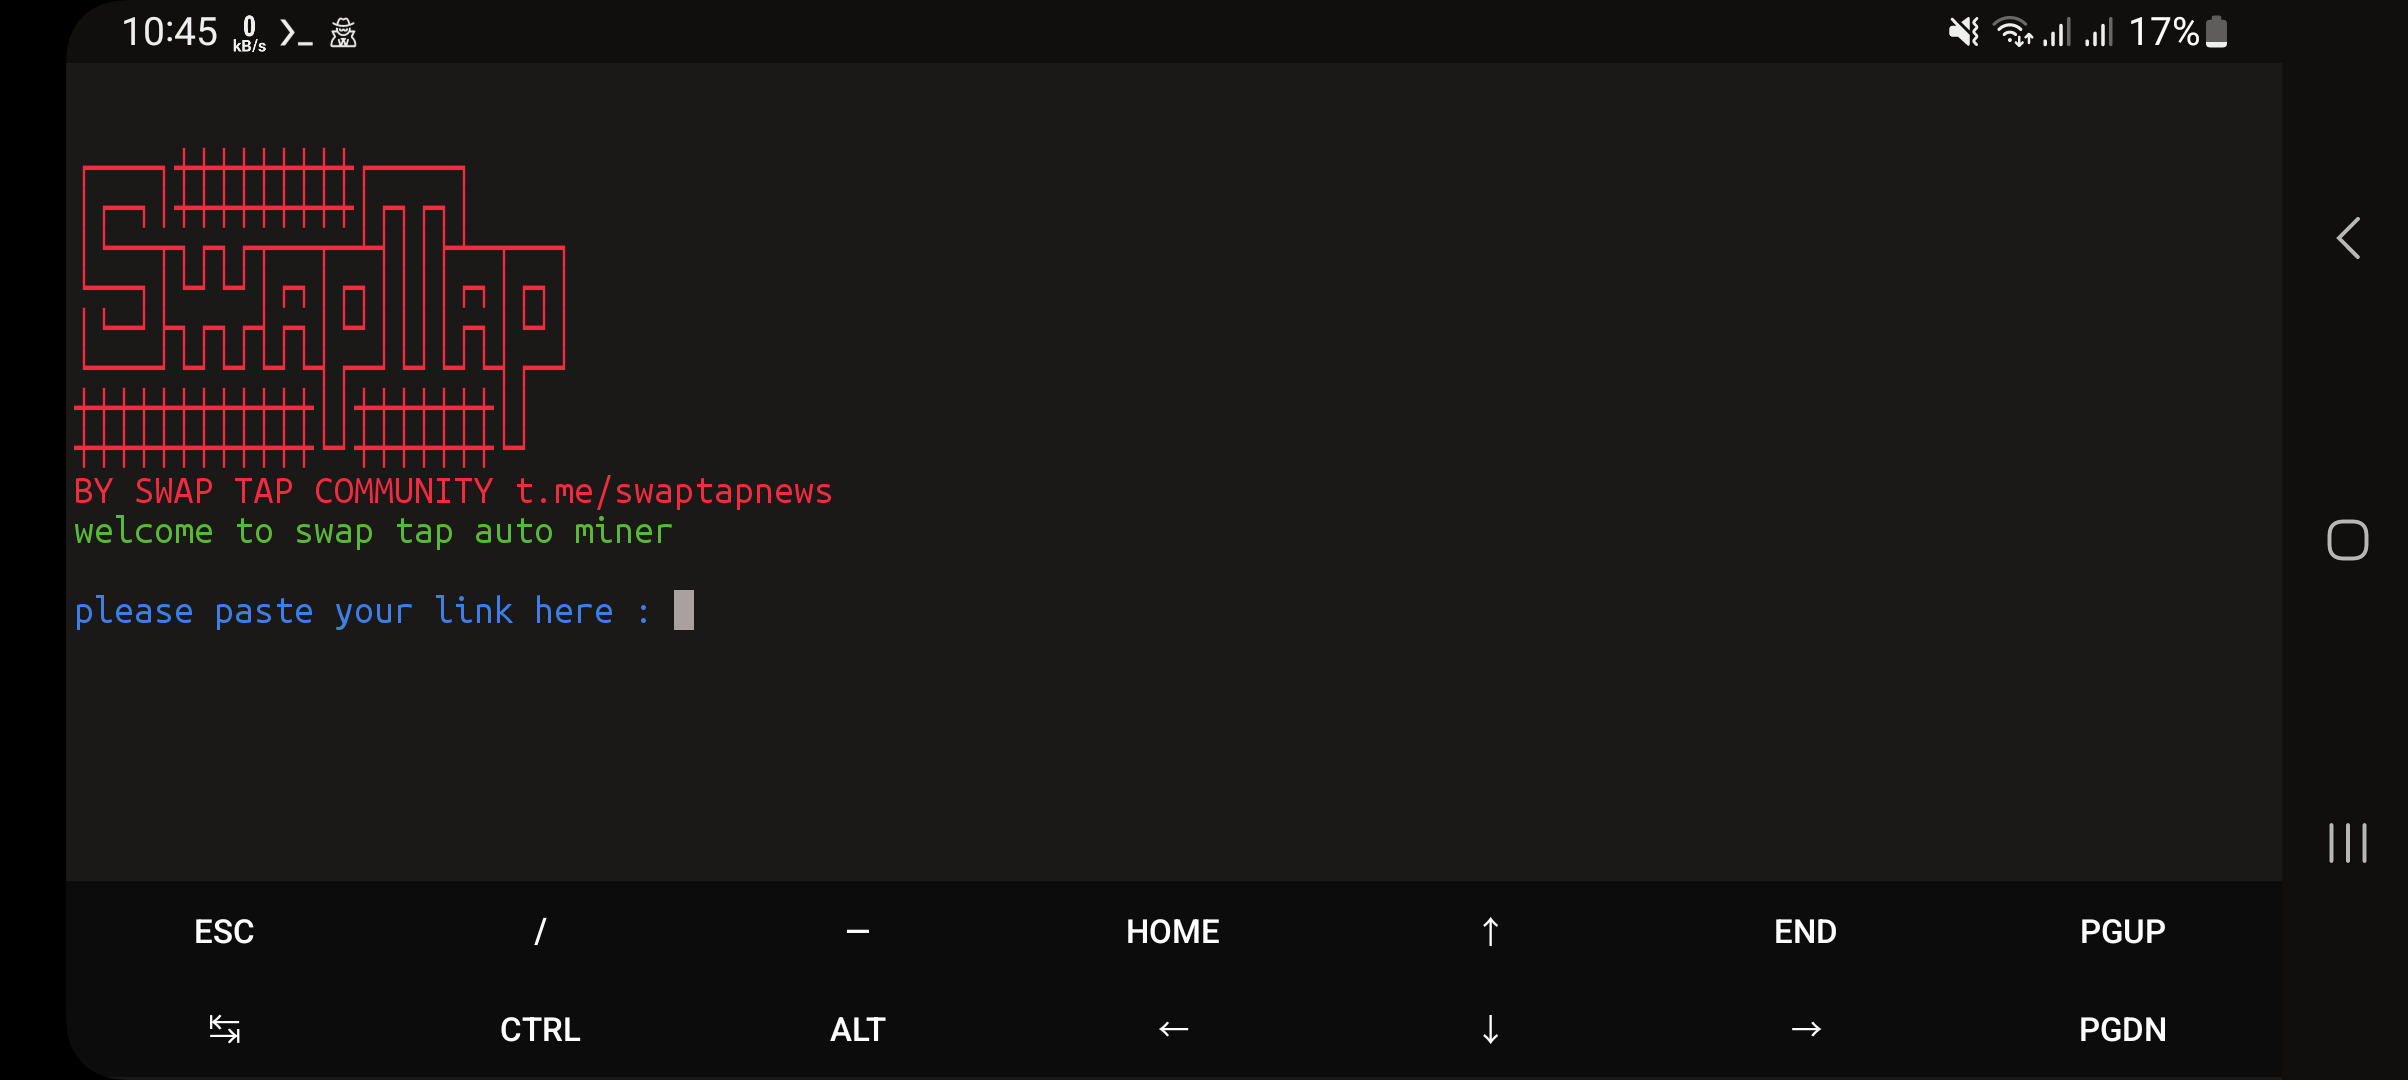 10:45 0 kB/s 17%
SwapTap
BY SWAP TAP COMMUNITY t.me/swaptapnews
welcome to swap tap auto miner
please paste your link here :
ESC / — HOME ↑ END PGUP
↹ CTRL ALT ← ↓ → PGDN